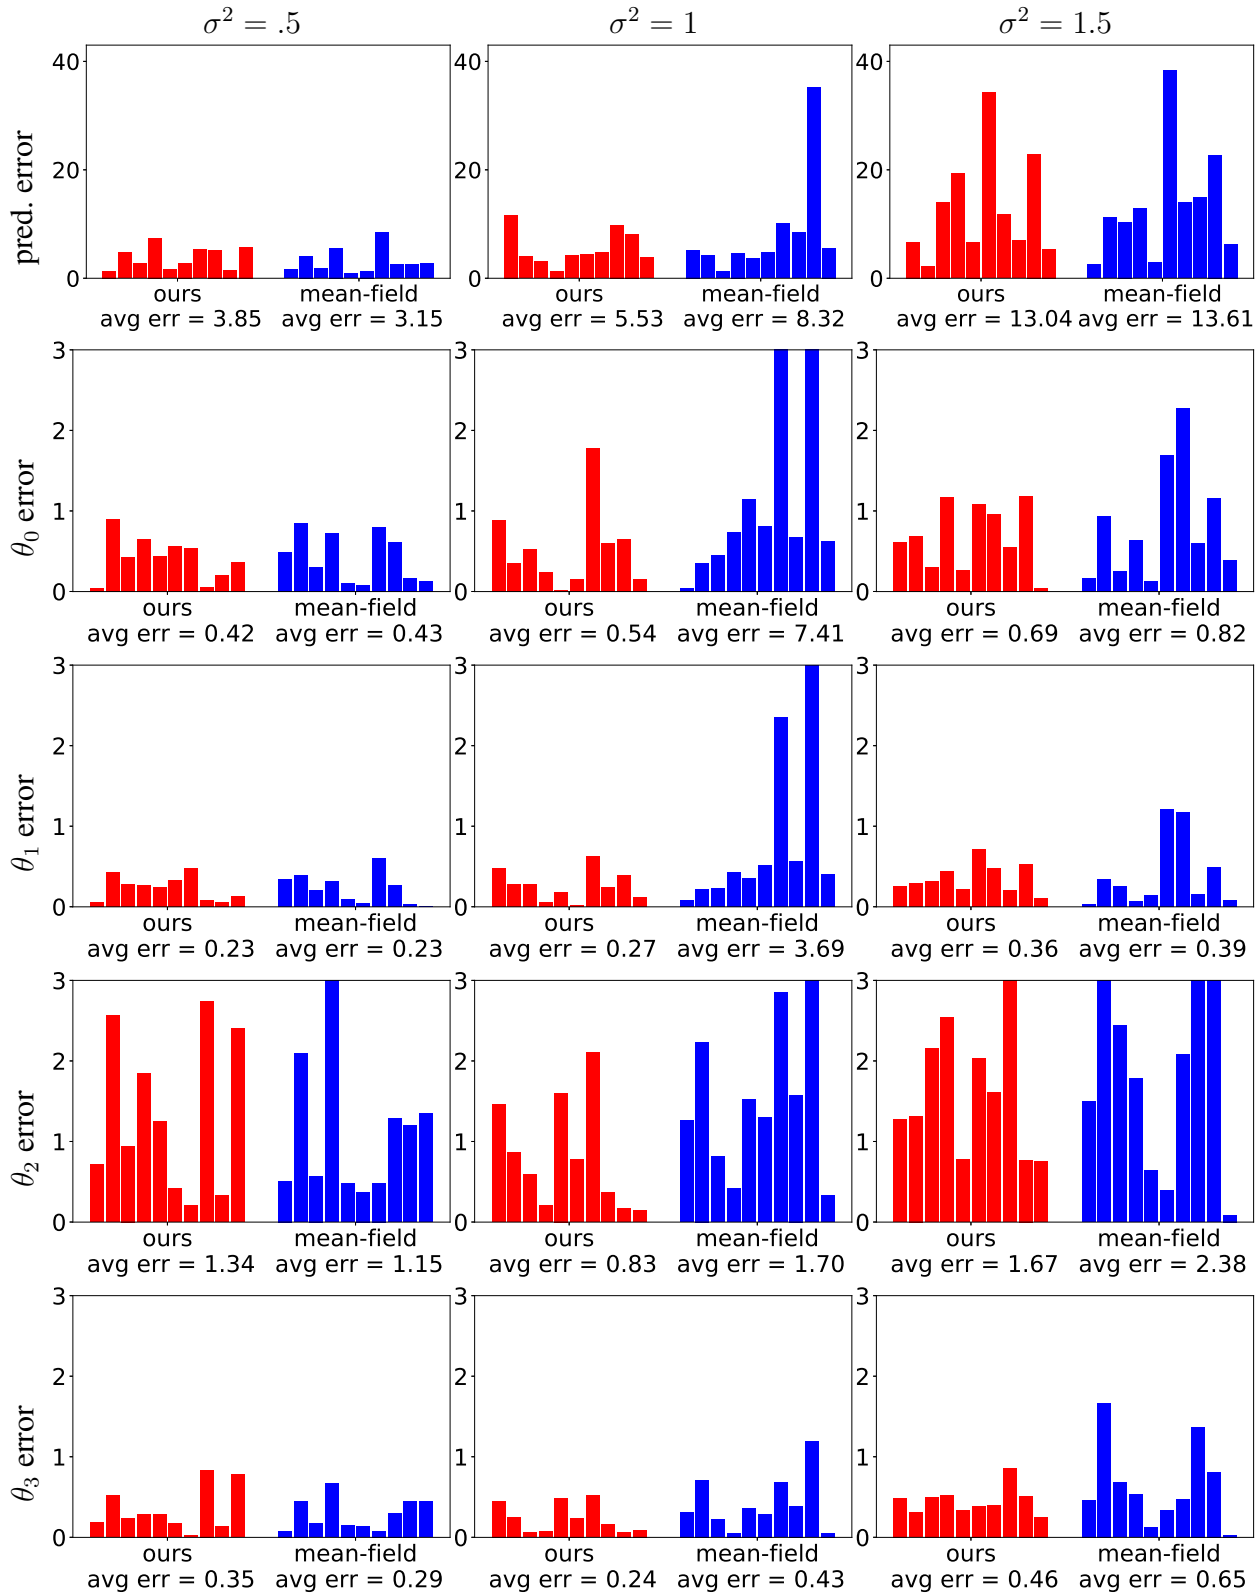 σ² = .5 σ² = 1 σ² = 1.5
pred. error
40 40 40
20 20 20
0 0 0
ours mean-field ours mean-field ours mean-field
avg err = 3.85 avg err = 3.15 avg err = 5.53 avg err = 8.32 avg err = 13.04 avg err = 13.61
θ₀ error
3 3 3
2 2 2
1 1 1
0 0 0
ours mean-field ours mean-field ours mean-field
avg err = 0.42 avg err = 0.43 avg err = 0.54 avg err = 7.41 avg err = 0.69 avg err = 0.82
θ₁ error
3 3 3
2 2 2
1 1 1
0 0 0
ours mean-field ours mean-field ours mean-field
avg err = 0.23 avg err = 0.23 avg err = 0.27 avg err = 3.69 avg err = 0.36 avg err = 0.39
θ₂ error
3 3 3
2 2 2
1 1 1
0 0 0
ours mean-field ours mean-field ours mean-field
avg err = 1.34 avg err = 1.15 avg err = 0.83 avg err = 1.70 avg err = 1.67 avg err = 2.38
θ₃ error
3 3 3
2 2 2
1 1 1
0 0 0
ours mean-field ours mean-field ours mean-field
avg err = 0.35 avg err = 0.29 avg err = 0.24 avg err = 0.43 avg err = 0.46 avg err = 0.65